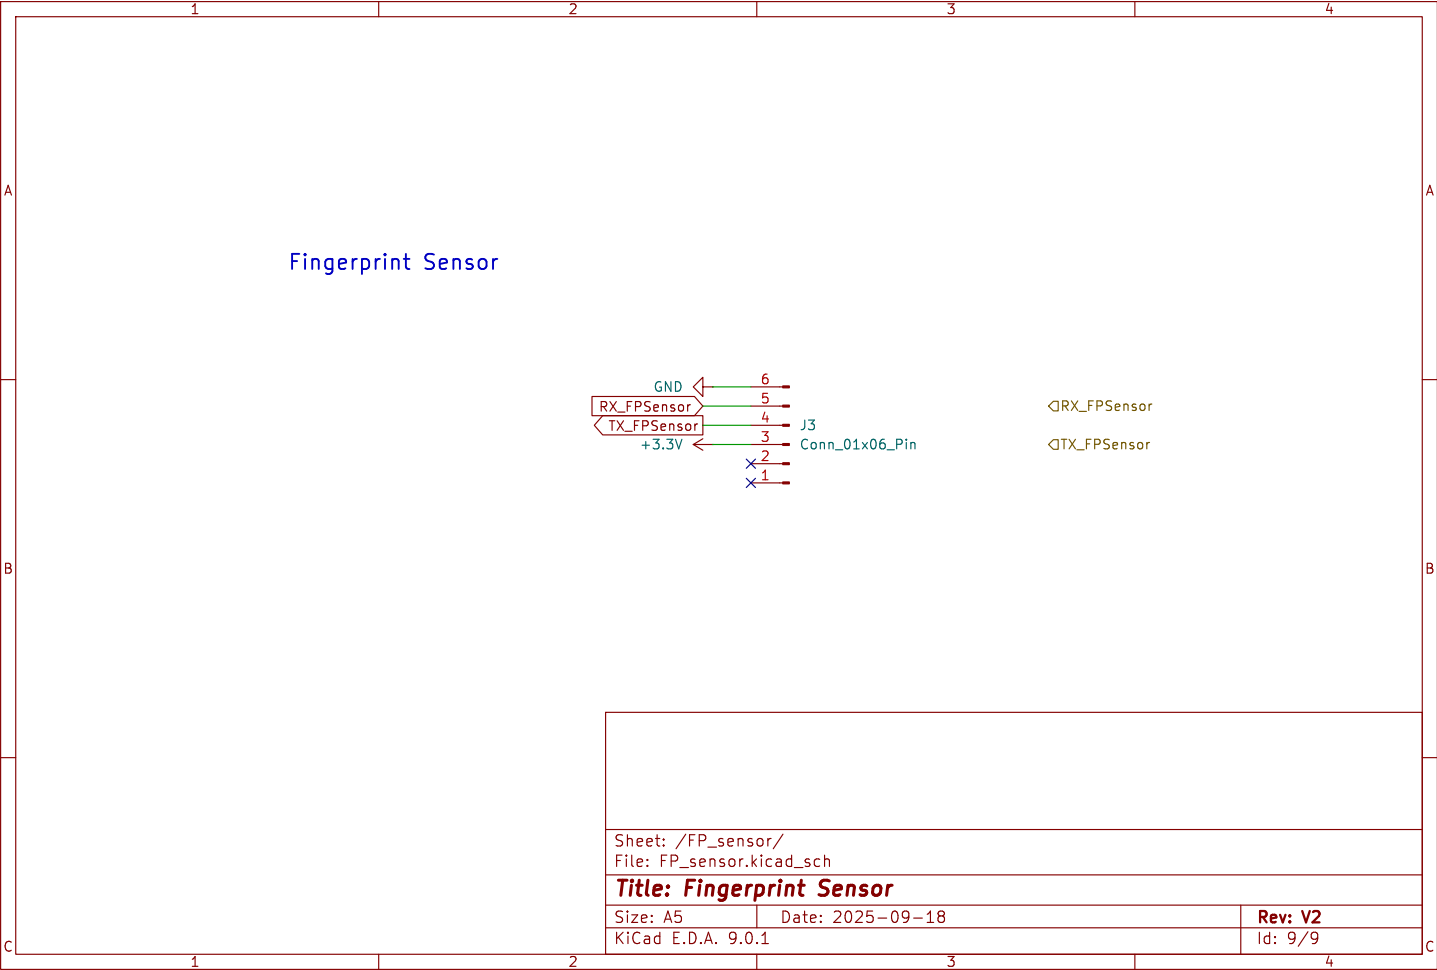 1 2 3 4
A A
Fingerprint Sensor
GND 6
RX_FPSensor 5 RX_FPSensor
TX_FPSensor 4 J3
+3.3V 3 Conn_01x06_Pin TX_FPSensor
2
1
B B
Sheet: /FP_sensor/
File: FP_sensor.kicad_sch
Title: Fingerprint Sensor
Size: A5 Date: 2025-09-18 Rev: V2
KiCad E.D.A. 9.0.1 Id: 9/9
C C
1 2 3 4